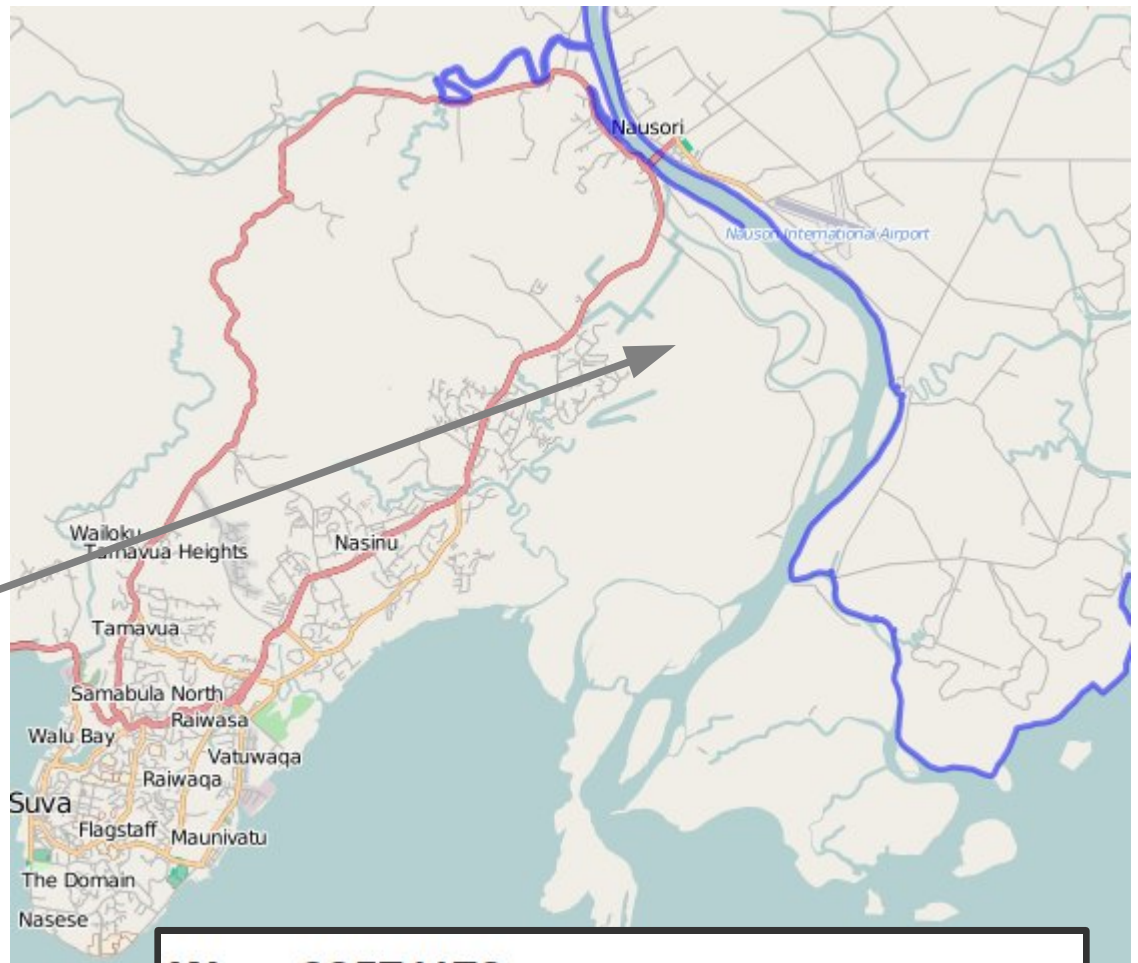 Nausori
Nausori International Airport
Wailoku
Tamavua Heights
Nasinu
Tamavua
Samabula North
Raiwasa
Walu Bay
Vatuwaqa
Raiwaqa
Suva
Flagstaff
Maunivatu
The Domain
Nasese